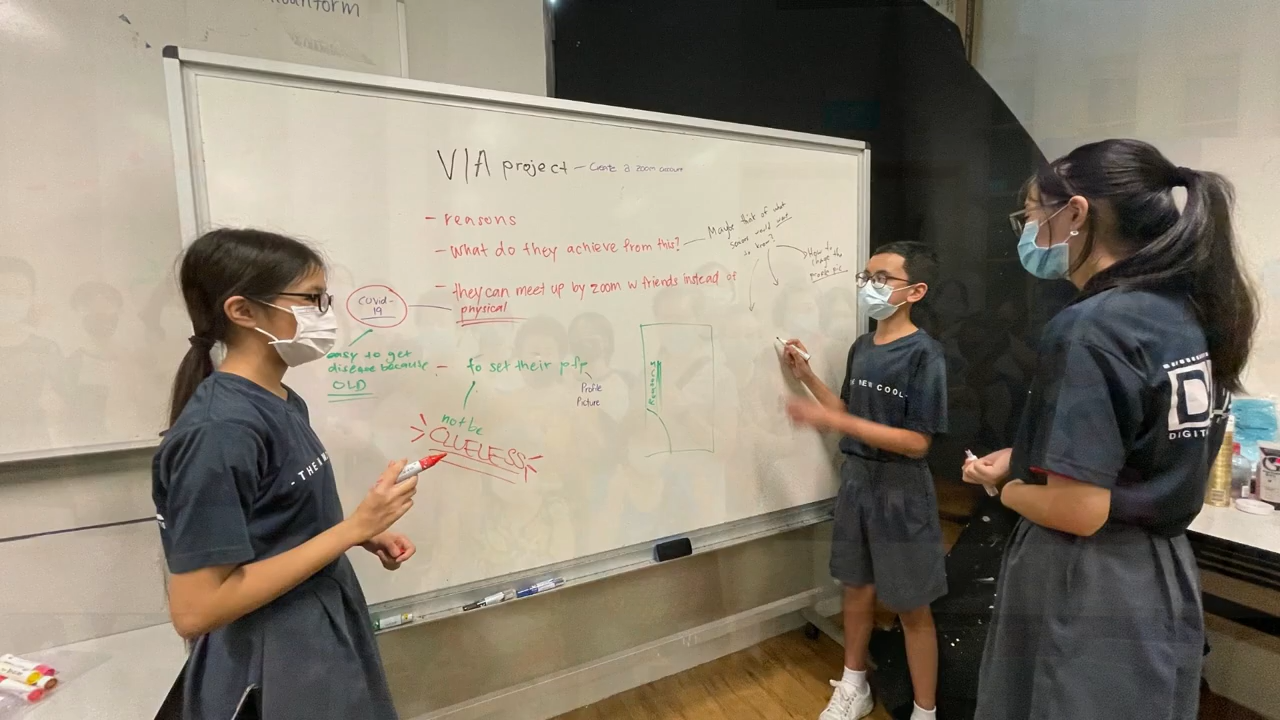 VIA project - Create a zoom account
- reasons
- What do they achieve from this?
Maybe think of what
seniors would want
to know?
How to
change the
profile pic
- they can meet up by zoom w friends instead of
physical
Covid-
19
easy to get
disease because
OLD
- to set their pfp
Profile
Picture
not be
CLUELESS
Reasons
- THE N
NEW COOL-
DIGIT